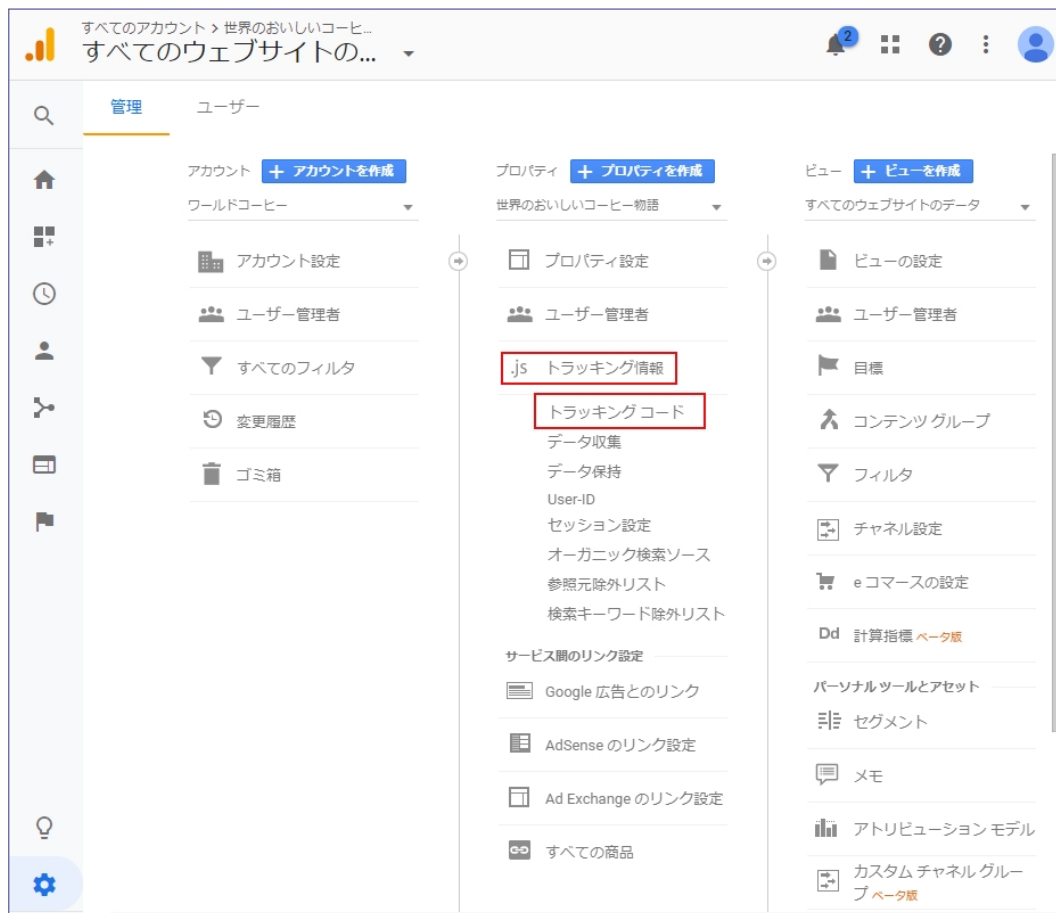 すべてのアカウント > 世界のおいしいコーヒ...
すべてのウェブサイトの...
2
管理
ユーザー
アカウント
+ アカウントを作成
ワールドコーヒー
アカウント設定
ユーザー管理者
すべてのフィルタ
変更履歴
ゴミ箱
プロパティ
+ プロパティを作成
世界のおいしいコーヒー物語
プロパティ設定
ユーザー管理者
.js トラッキング情報
トラッキング コード
データ収集
データ保持
User-ID
セッション設定
オーガニック検索ソース
参照元除外リスト
検索キーワード除外リスト
サービス間のリンク設定
Google 広告とのリンク
AdSense のリンク設定
Ad Exchange のリンク設定
すべての商品
ビュー
+ ビューを作成
すべてのウェブサイトのデータ
ビューの設定
ユーザー管理者
目標
コンテンツ グループ
フィルタ
チャネル設定
e コマースの設定
Dd 計算指標 ベータ版
パーソナル ツールとアセット
セグメント
メモ
アトリビューション モデル
カスタム チャネル グルー
プ ベータ版